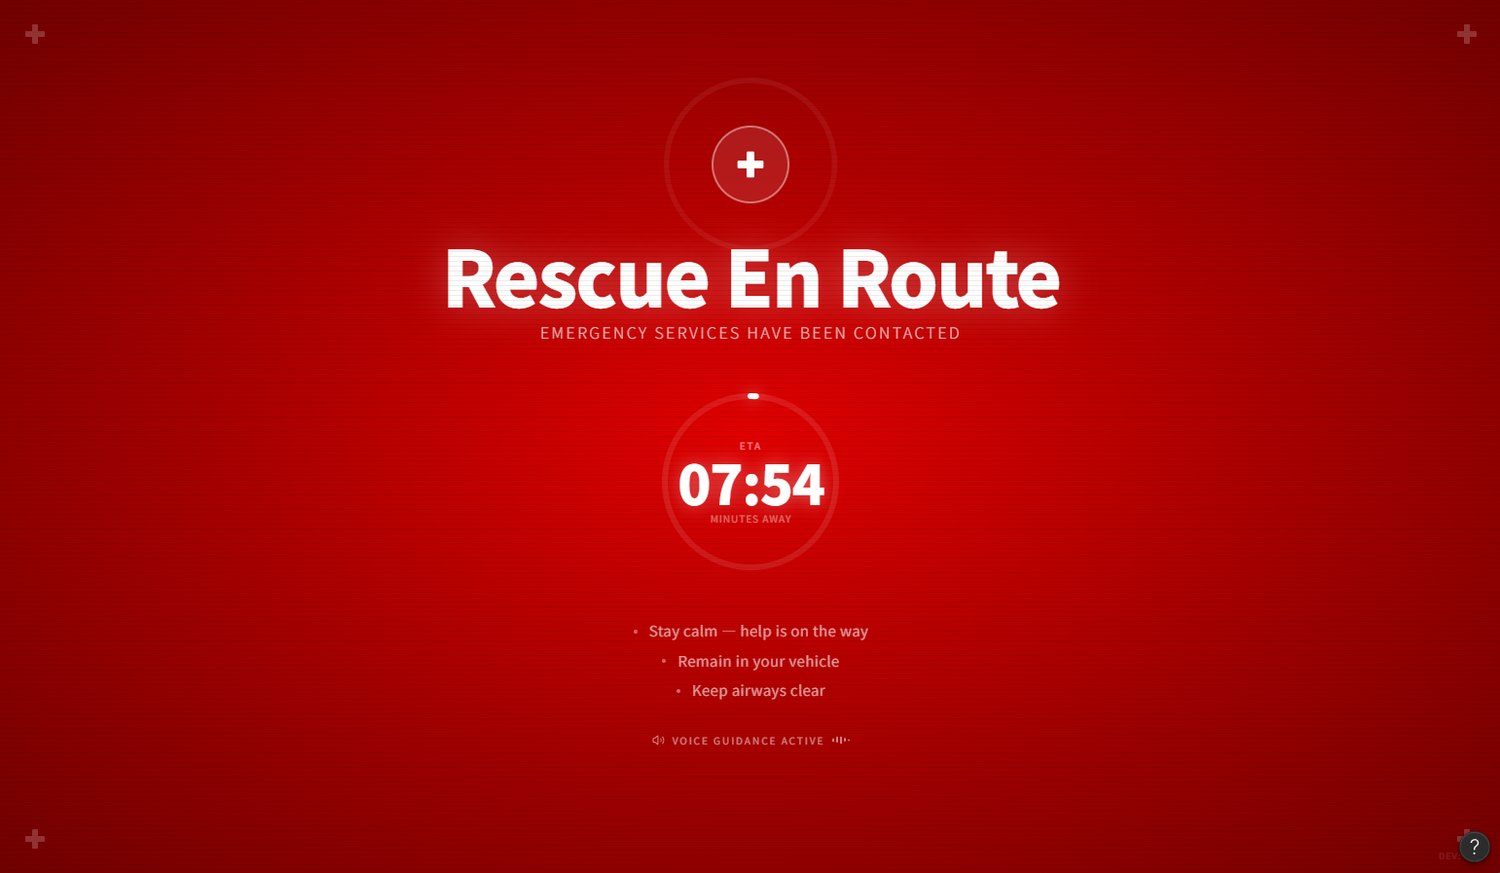 Rescue En Route
EMERGENCY SERVICES HAVE BEEN CONTACTED
ETA
07:54
MINUTES AWAY
• Stay calm — help is on the way
• Remain in your vehicle
• Keep airways clear
VOICE GUIDANCE ACTIVE
?